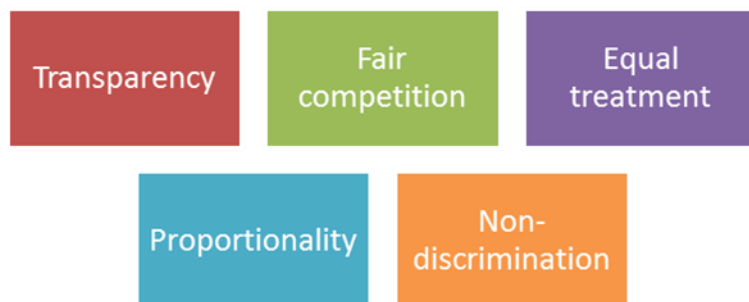 Transparency
Fair
competition
Equal
treatment
Proportionality
Non-
discrimination